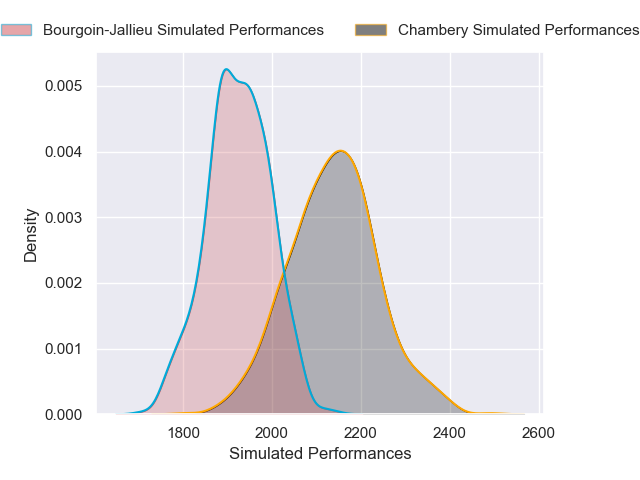 Bourgoin-Jallieu Simulated Performances Chambery Simulated Performances
0.005
0.004
0.003
0.002
0.001
0.000
Density
1800 2000 2200 2400 2600
Simulated Performances